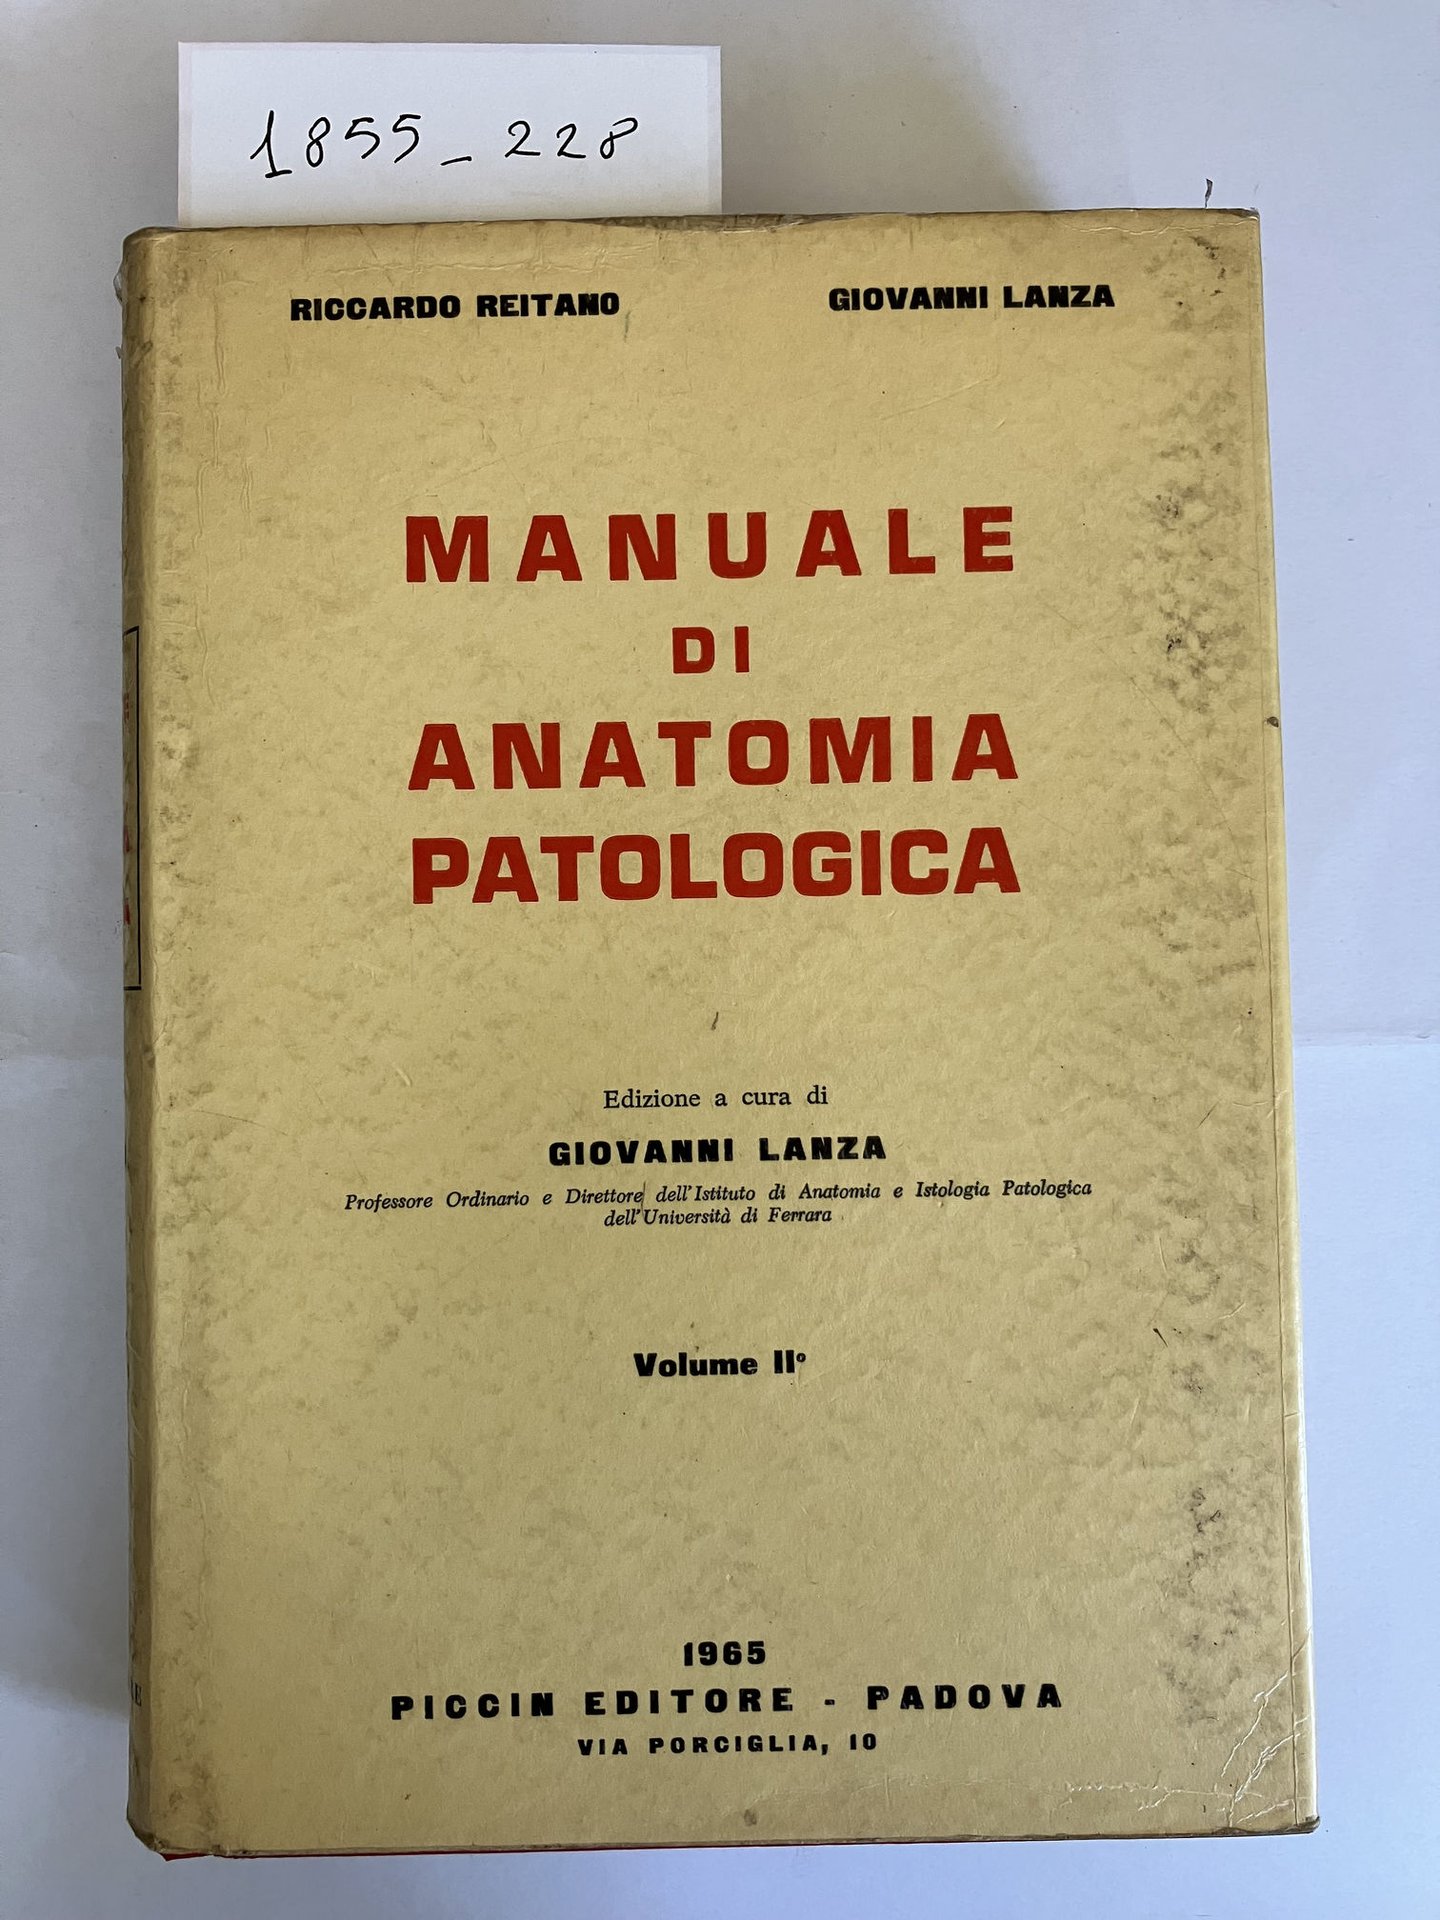 1855_228
RICCARDO REITANO GIOVANNI LANZA
MANUALE
DI
ANATOMIA
PATOLOGICA
Edizione a cura di
GIOVANNI LANZA
Professore Ordinario e Direttore dell'Istituto di Anatomia e Istologia Patologica
dell'Università di Ferrara
Volume IIº
1965
PICCIN EDITORE - PADOVA
VIA PORCIGLIA, 10